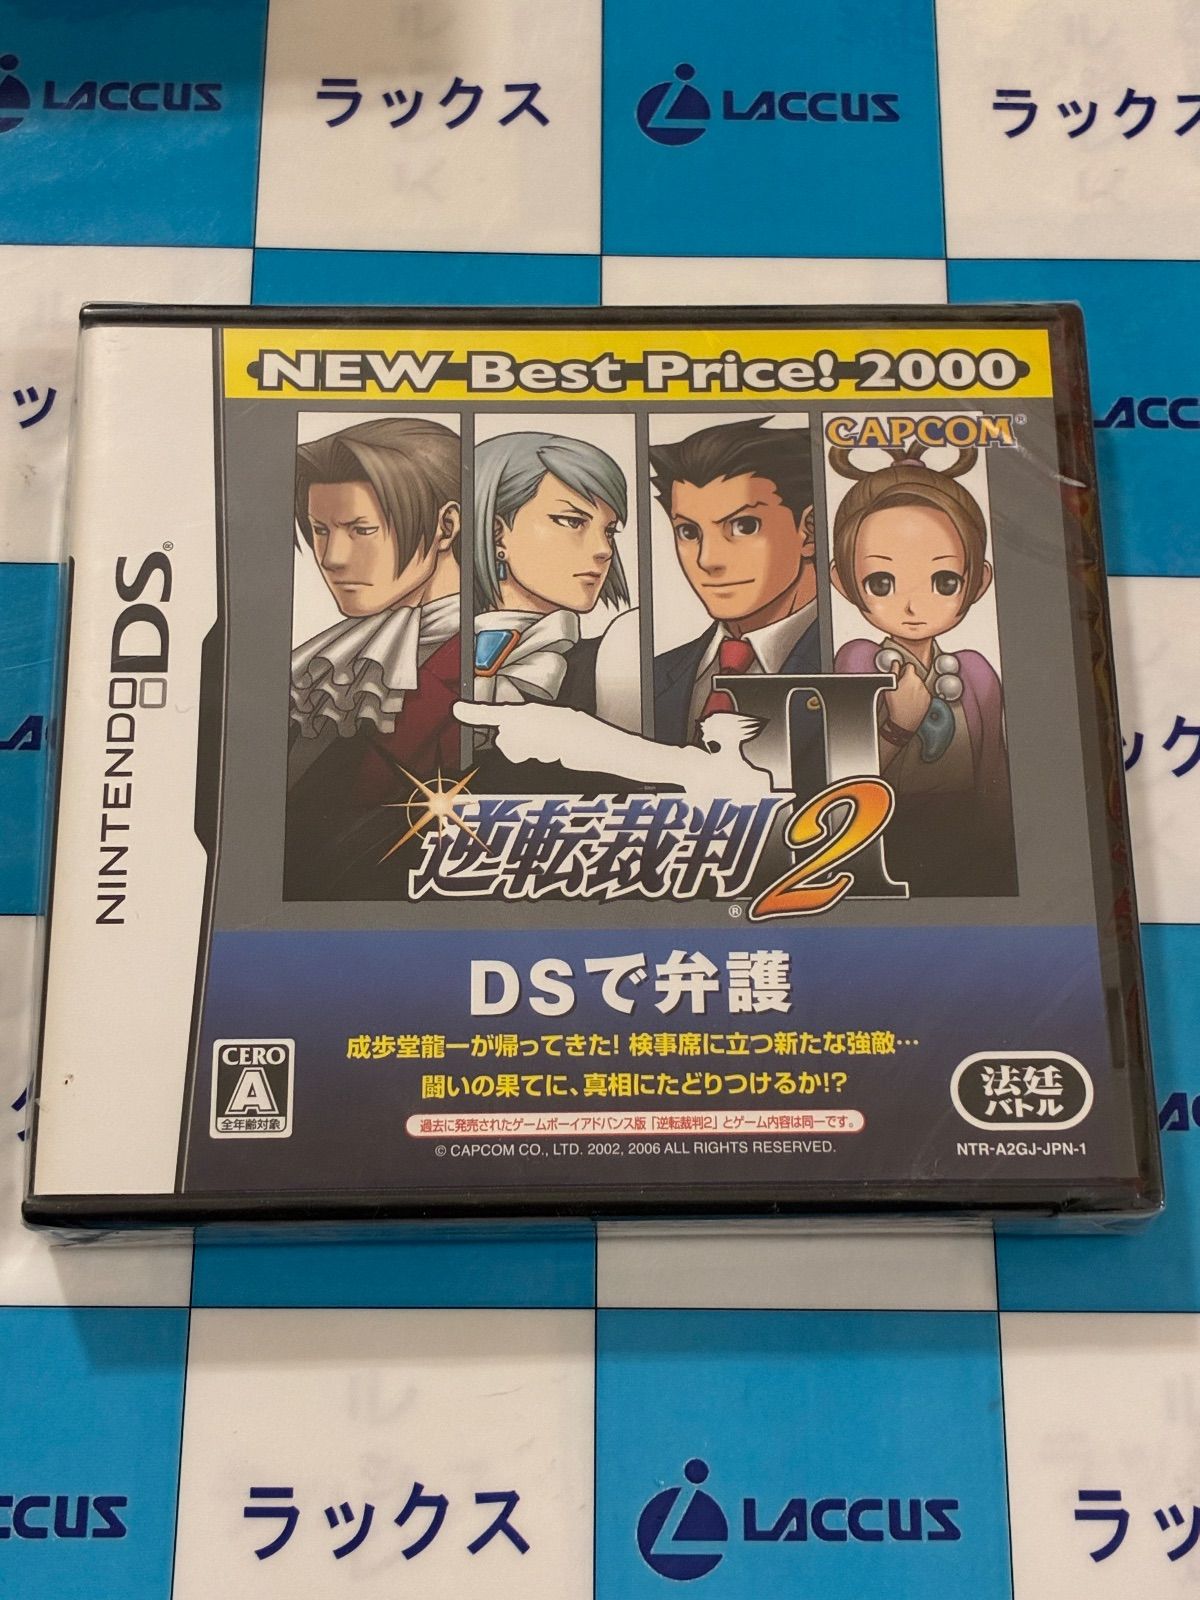 LACCUS
ラックス
LACCUS
ラックス
NEW Best Price! 2000
CAPCOM®
NINTENDO DS®
逆転裁判2
®
DSで弁護
成歩堂龍一が帰ってきた！検事席に立つ新たな強敵…
闘いの果てに、真相にたどりつけるか!？
CERO
A
全年齢対象
法廷
バトル
過去に発売されたゲームボーイアドバンス版「逆転裁判2」とゲーム内容は同一です。
© CAPCOM CO., LTD. 2002, 2006 ALL RIGHTS RESERVED.
NTR-A2GJ-JPN-1
ACCUS
ック
CCUS
ラックス
LACCUS
ラッ